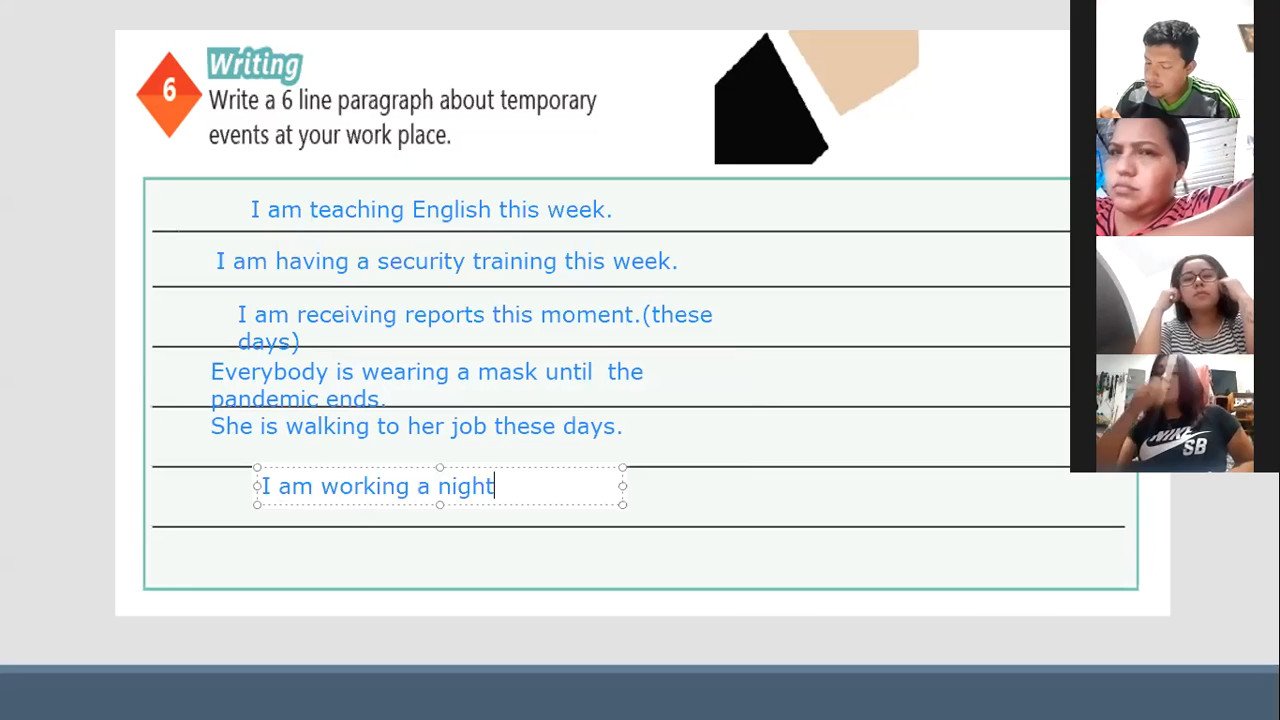 6
Writing
Write a 6 line paragraph about temporary
events at your work place.
I am teaching English this week.
I am having a security training this week.
I am receiving reports this moment.(these
days)
Everybody is wearing a mask until  the
pandemic ends.
She is walking to her job these days.
I am working a night
NIKE
SB